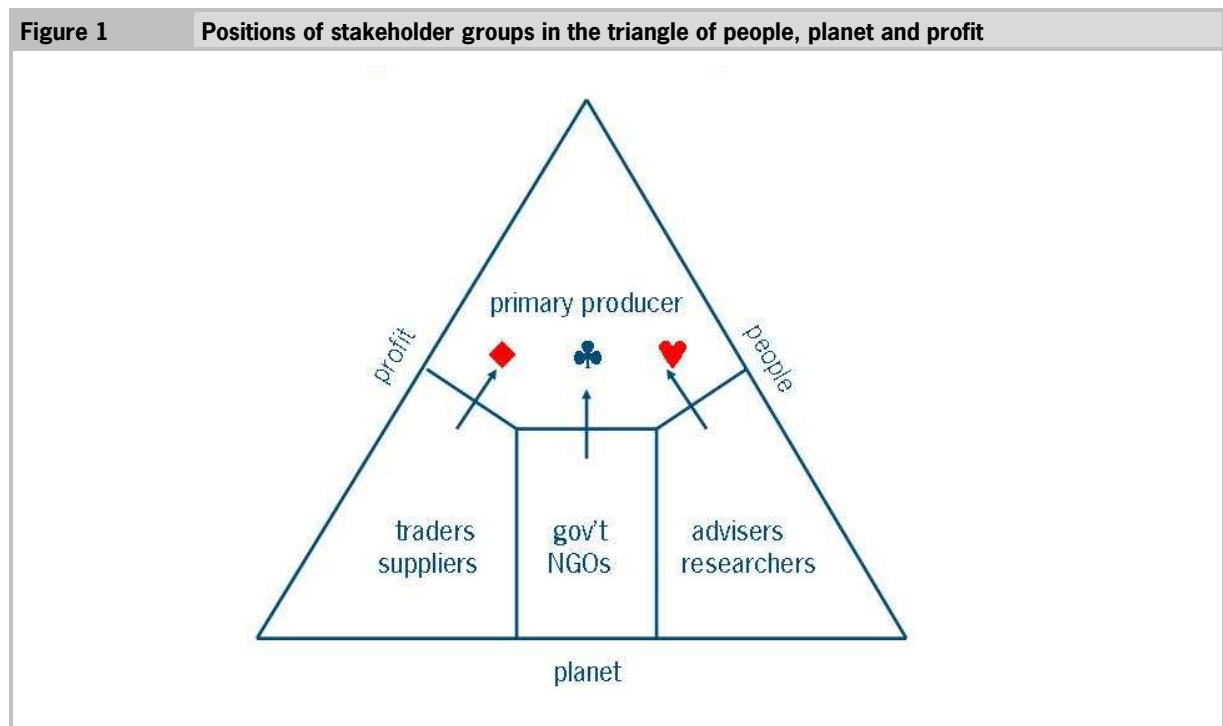 Figure 1 Positions of stakeholder groups in the triangle of people, planet and profit
primary producer
profit
people
traders
suppliers
gov't
NGOs
advisers
researchers
planet